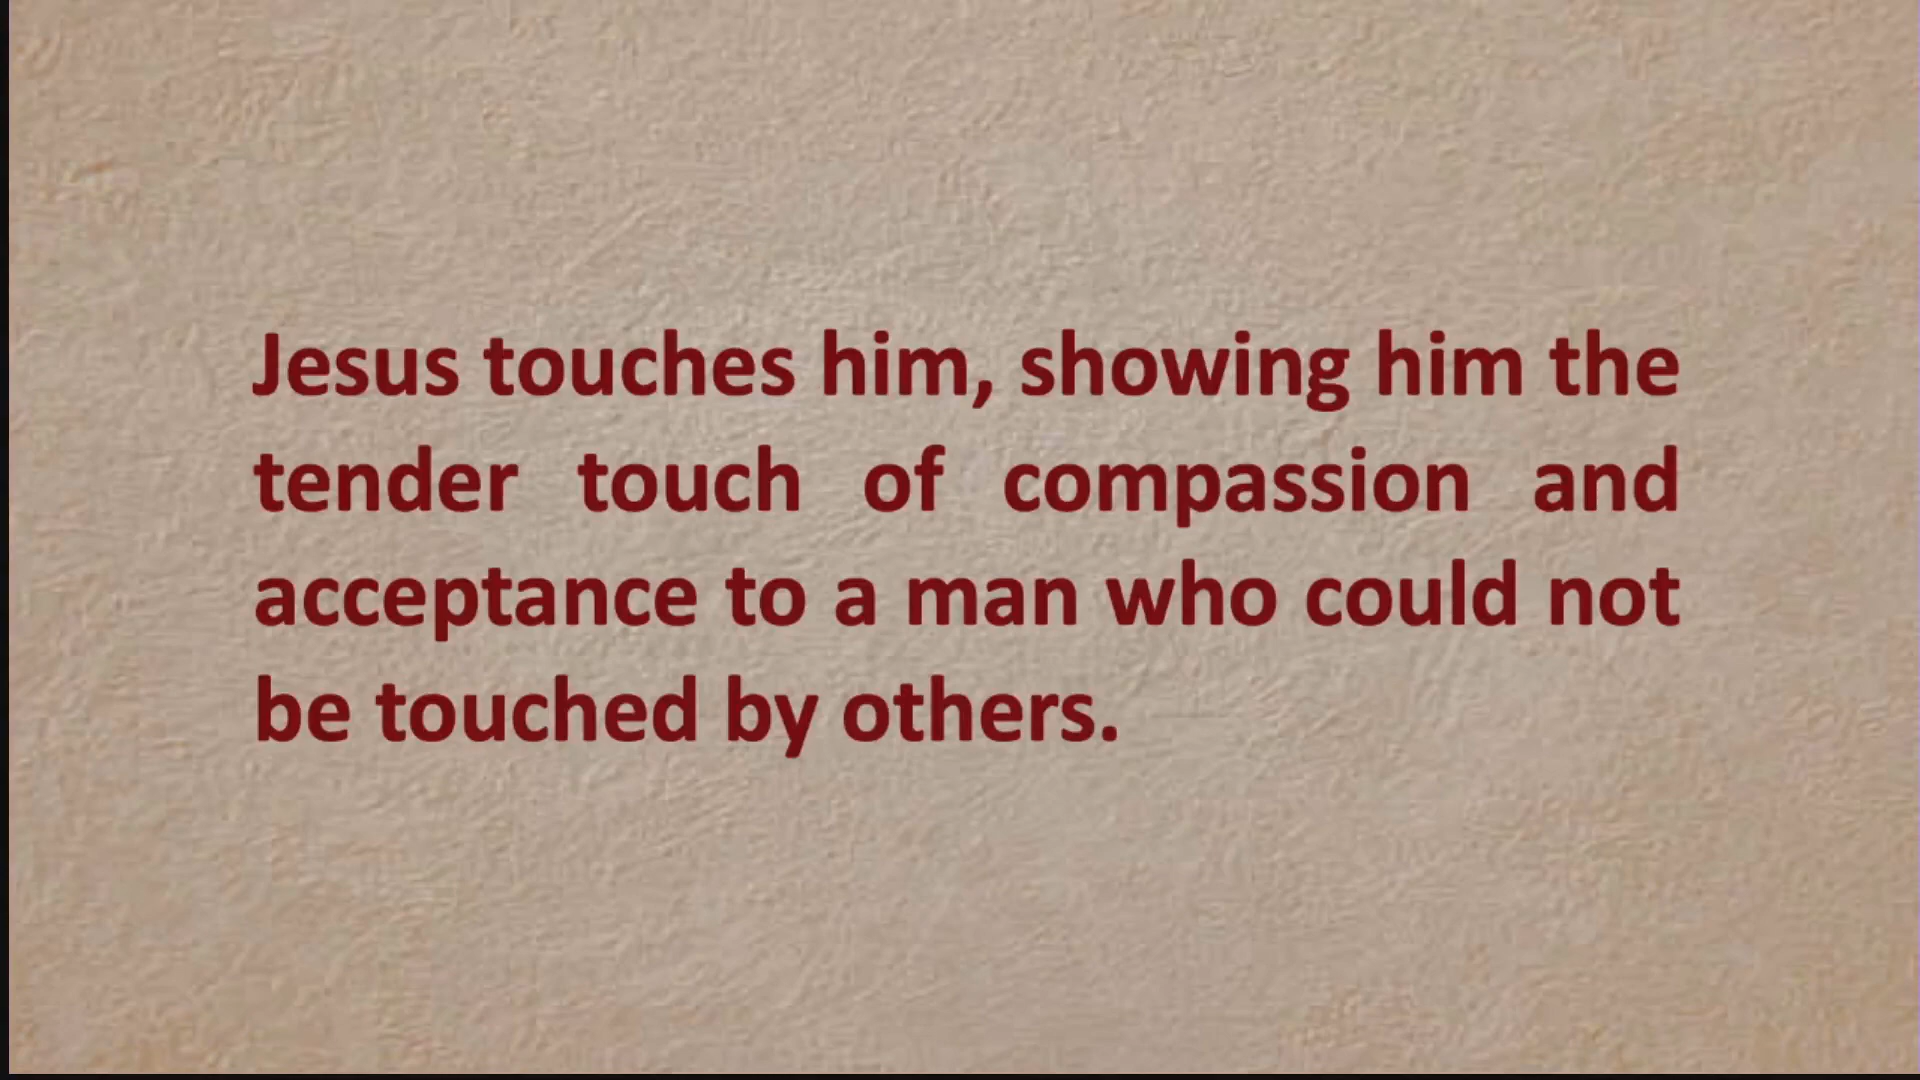 Jesus touches him, showing him the
tender touch of compassion and
acceptance to a man who could not
be touched by others.